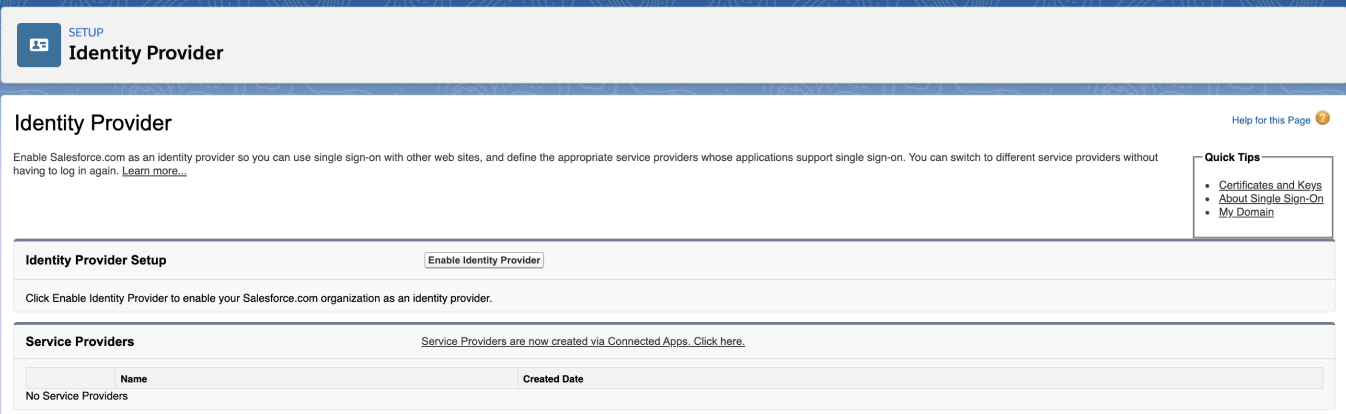 SETUP
Identity Provider
Identity Provider
Help for this Page ?
Enable Salesforce.com as an identity provider so you can use single sign-on with other web sites, and define the appropriate service providers whose applications support single sign-on. You can switch to different service providers without
having to log in again. Learn more...
Quick Tips
• Certificates and Keys
• About Single Sign-On
• My Domain
Identity Provider Setup
Enable Identity Provider
Click Enable Identity Provider to enable your Salesforce.com organization as an identity provider.
Service Providers
Service Providers are now created via Connected Apps. Click here.
Name Created Date
No Service Providers